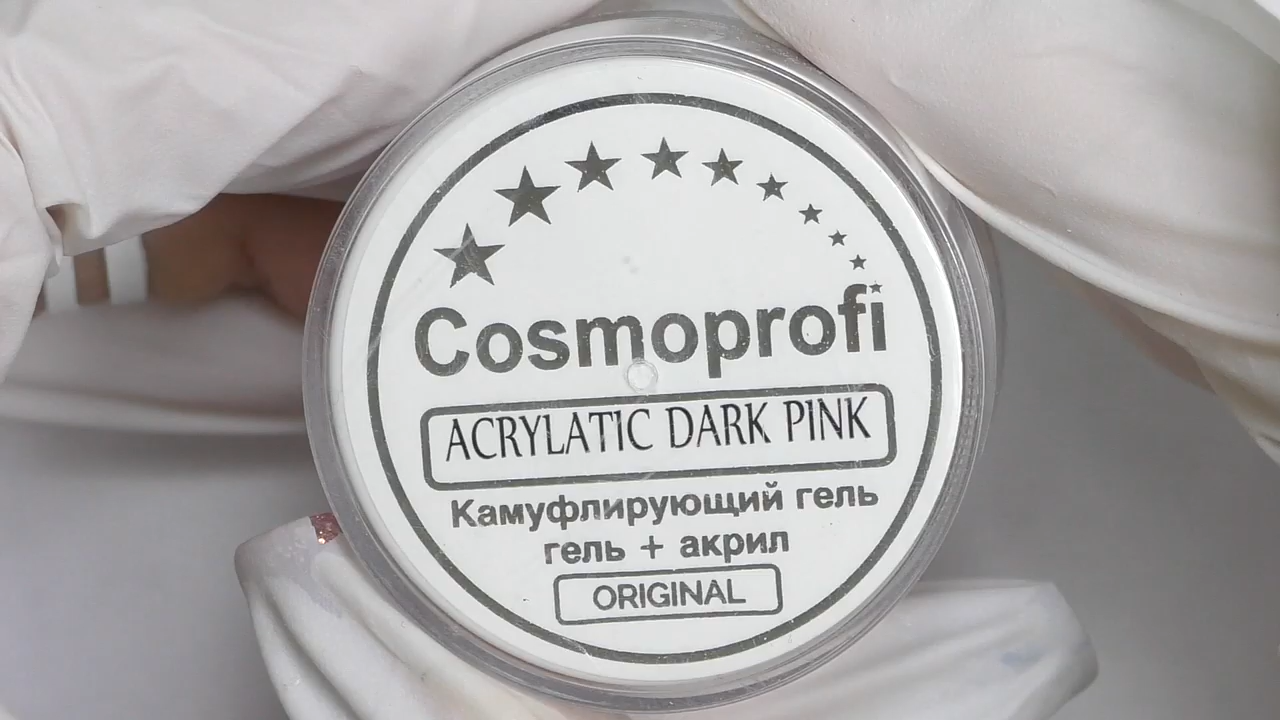 Cosmoprofi
ACRYLATIC DARK PINK
Камуфлирующий гель
гель + акрил
ORIGINAL